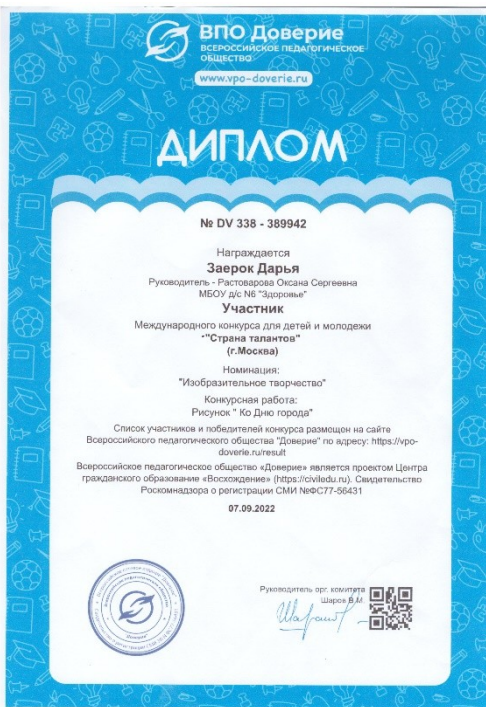 ВПО Доверие
ВСЕРОССИЙСКОЕ ПЕДАГОГИЧЕСКОЕ
ОБЩЕСТВО
www.vpo-doverie.ru
ДИПЛОМ
№ DV 338 - 389942
Награждается
Заерок Дарья
Руководитель - Растоварова Оксана Сергеевна
МБОУ д/с N6 "Здоровье"
Участник
Международного конкурса для детей и молодежи
"Страна талантов"
(г.Москва)
Номинация:
"Изобразительное творчество"
Конкурсная работа:
Рисунок " Ко Дню города"
Список участников и победителей конкурса размещен на сайте
Всероссийского педагогического общества "Доверие" по адресу: https://vpo-
doverie.ru/result
Всероссийское педагогическое общество «Доверие» является проектом Центра
гражданского образование «Восхождение» (https://civiledu.ru). Свидетельство
Роскомнадзора о регистрации СМИ №ФС77-56431
07.09.2022
Руководитель орг. комитета
Шаров В.М.